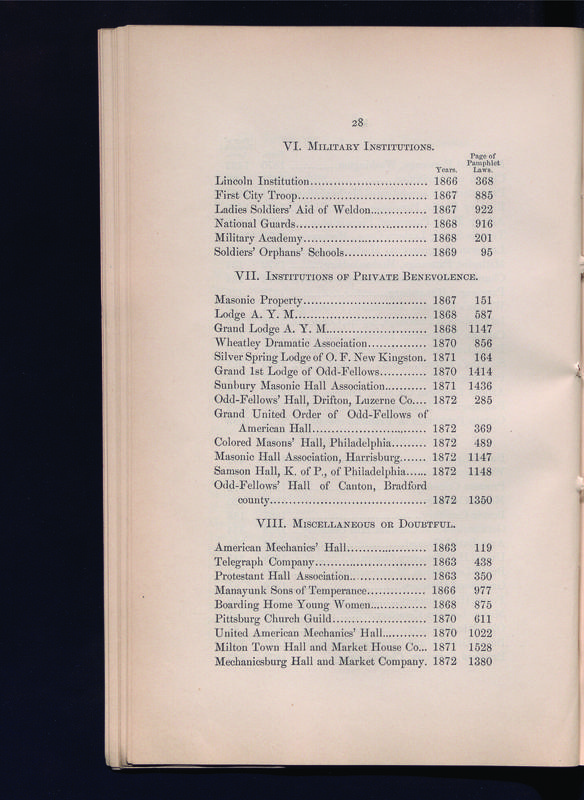 28
VI. Military Institutions.
Page of
Pamphlet
Years. Laws.
Lincoln Institution.............................. 1866 368
First City Troop................................. 1867 885
Ladies Soldiers' Aid of Weldon.............. 1867 922
National Guards.................................. 1868 916
Military Academy............................... 1868 201
Soldiers' Orphans' Schools..................... 1869 95
VII. Institutions of Private Benevolence.
Masonic Property................................ 1867 151
Lodge A. Y. M.................................. 1868 587
Grand Lodge A. Y. M.......................... 1868 1147
Wheatley Dramatic Association............... 1870 856
Silver Spring Lodge of O. F. New Kingston. 1871 164
Grand 1st Lodge of Odd-Fellows............ 1870 1414
Sunbury Masonic Hall Association.......... 1871 1436
Odd-Fellows' Hall, Drifton, Luzerne Co.... 1872 285
Grand United Order of Odd-Fellows of
American Hall............................. 1872 369
Colored Masons' Hall, Philadelphia......... 1872 489
Masonic Hall Association, Harrisburg....... 1872 1147
Samson Hall, K. of P., of Philadelphia...... 1872 1148
Odd-Fellows' Hall of Canton, Bradford
county........................................ 1872 1350
VIII. Miscellaneous or Doubtful.
American Mechanics' Hall.................... 1863 119
Telegraph Company............................ 1863 438
Protestant Hall Association.................... 1863 350
Manayunk Sons of Temperance............... 1866 977
Boarding Home Young Women.............. 1868 875
Pittsburg Church Guild........................ 1870 611
United American Mechanics' Hall........... 1870 1022
Milton Town Hall and Market House Co... 1871 1528
Mechanicsburg Hall and Market Company. 1872 1380